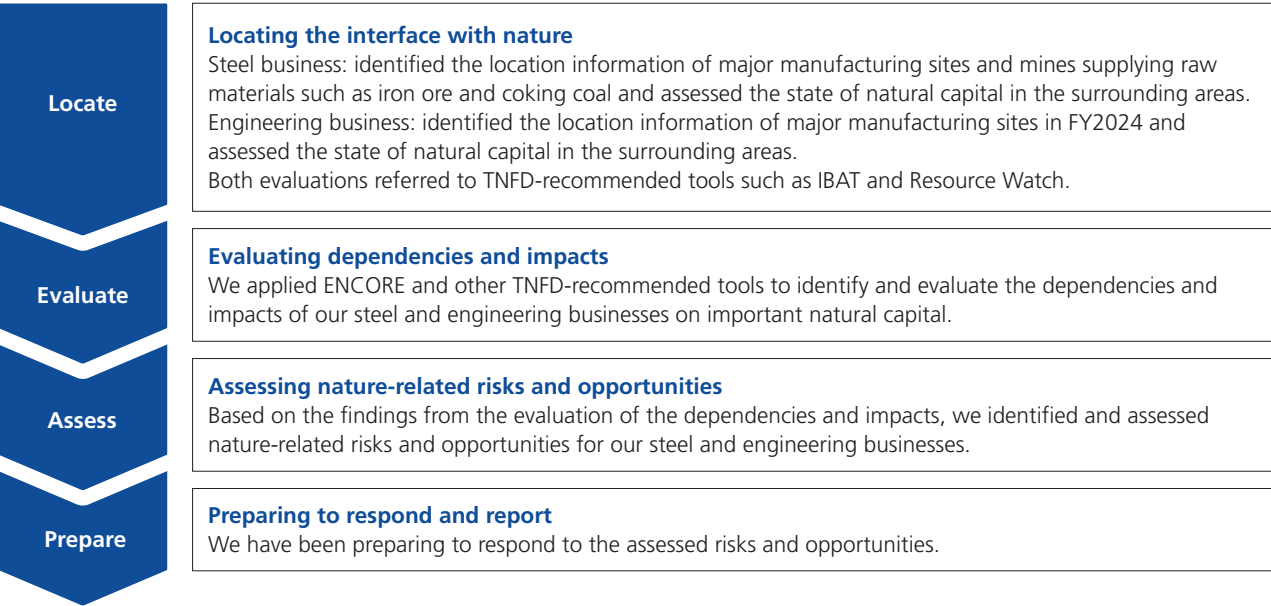 Locate
Locating the interface with nature
Steel business: identified the location information of major manufacturing sites and mines supplying raw
materials such as iron ore and coking coal and assessed the state of natural capital in the surrounding areas.
Engineering business: identified the location information of major manufacturing sites in FY2024 and
assessed the state of natural capital in the surrounding areas.
Both evaluations referred to TNFD-recommended tools such as IBAT and Resource Watch.
Evaluate
Evaluating dependencies and impacts
We applied ENCORE and other TNFD-recommended tools to identify and evaluate the dependencies and
impacts of our steel and engineering businesses on important natural capital.
Assess
Assessing nature-related risks and opportunities
Based on the findings from the evaluation of the dependencies and impacts, we identified and assessed
nature-related risks and opportunities for our steel and engineering businesses.
Prepare
Preparing to respond and report
We have been preparing to respond to the assessed risks and opportunities.